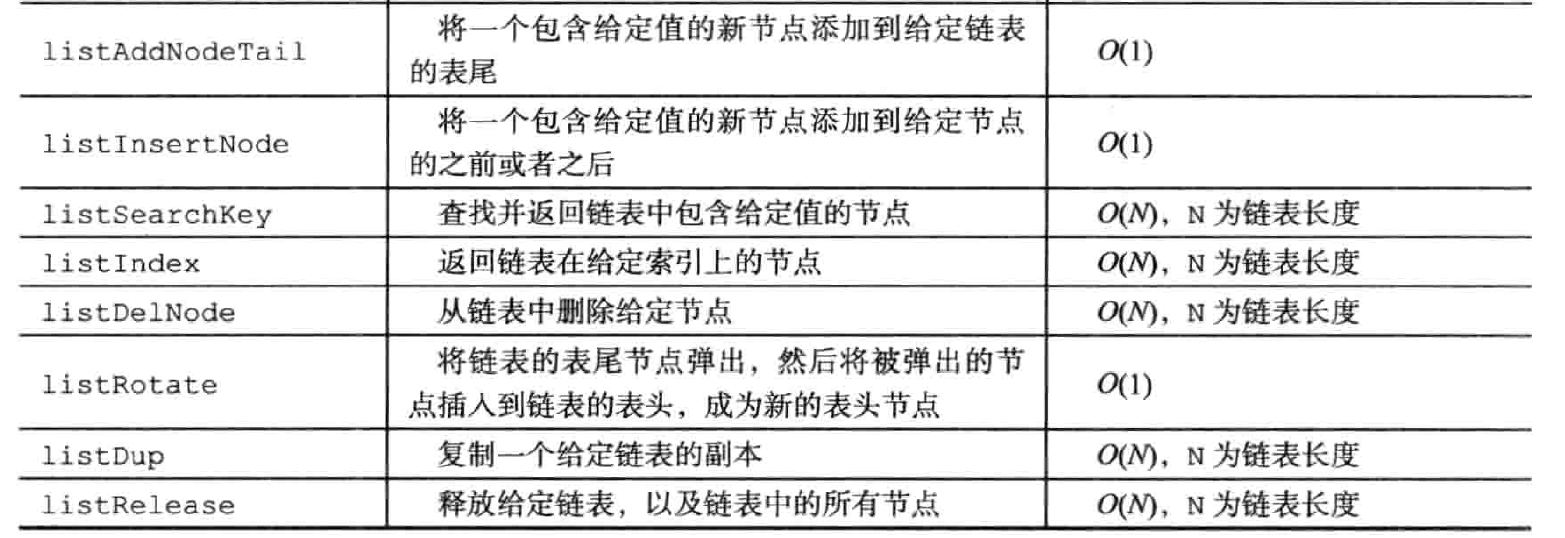 listAddNodeTail 将一个包含给定值的新节点添加到给定链表 O(1)
的表尾
listInsertNode 将一个包含给定值的新节点添加到给定节点 O(1)
的之前或者之后
listSearchKey 查找并返回链表中包含给定值的节点 O(N)，N 为链表长度
listIndex 返回链表在给定索引上的节点 O(N)，N 为链表长度
listDelNode 从链表中删除给定节点 O(N)，N 为链表长度
listRotate 将链表的表尾节点弹出，然后将被弹出的节 O(1)
点插入到链表的表头，成为新的表头节点
listDup 复制一个给定链表的副本 O(N)，N 为链表长度
listRelease 释放给定链表，以及链表中的所有节点 O(N)，N 为链表长度